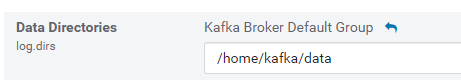 Data Directories Kafka Broker Default Group
log.dirs
/home/kafka/data